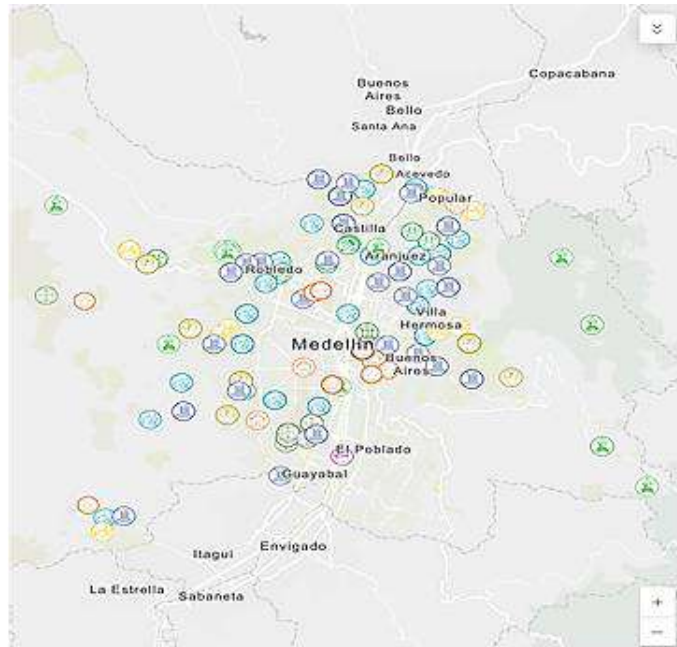 Copacabana
Buenos
Aires
Bello
Santa Ana
Bello
Acevedo
Popular
Castilla
Aranjuez
Robledo
Villa
Hermosa
Medellín
Buenos
Aires
El Poblado
Guayabal
Envigado
Itagui
La Estrella
Sabaneta
+
−